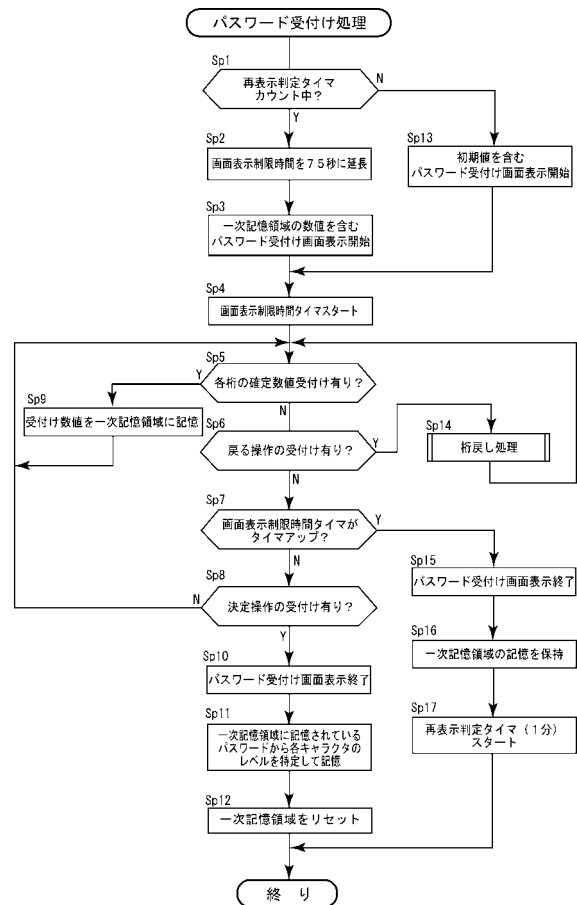 パスワード受付け処理
Sp1
再表示判定タイマ
カウント中？
N
Y
Sp2
画面表示制限時間を７５秒に延長
Sp13
初期値を含む
パスワード受付け画面表示開始
Sp3
一次記憶領域の数値を含む
パスワード受付け画面表示開始
Sp4
画面表示制限時間タイマスタート
Sp5
各桁の確定数値受付け有り？
Y
N
Sp9
受付け数値を一次記憶領域に記憶
Sp6
戻る操作の受付け有り？
Y
N
Sp14
桁戻し処理
Sp7
画面表示制限時間タイマが
タイマアップ？
Y
N
Sp8
決定操作の受付け有り？
N
Y
Sp15
パスワード受付け画面表示終了
Sp10
パスワード受付け画面表示終了
Sp16
一次記憶領域の記憶を保持
Sp11
一次記憶領域に記憶されている
パスワードから各キャラクタの
レベルを特定して記憶
Sp17
再表示判定タイマ（１分）
スタート
Sp12
一次記憶領域をリセット
終 り